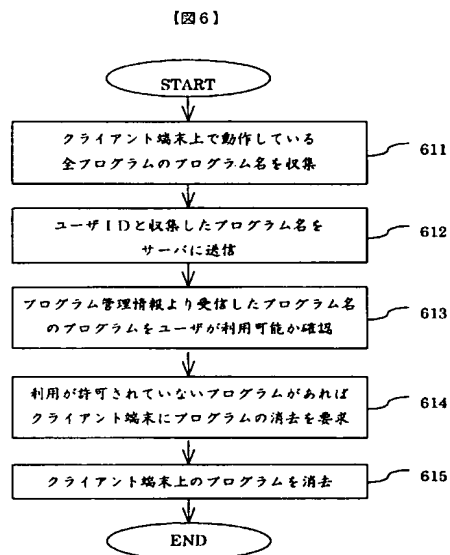 【図6】
START
クライアント端末上で動作している
全プログラムのプログラム名を収集
611
ユーザIDと収集したプログラム名を
サーバに送信
612
プログラム管理情報より受信したプログラム名
のプログラムをユーザが利用可能か確認
613
利用が許可されていないプログラムがあれば
クライアント端末にプログラムの消去を要求
614
クライアント端末上のプログラムを消去
615
END